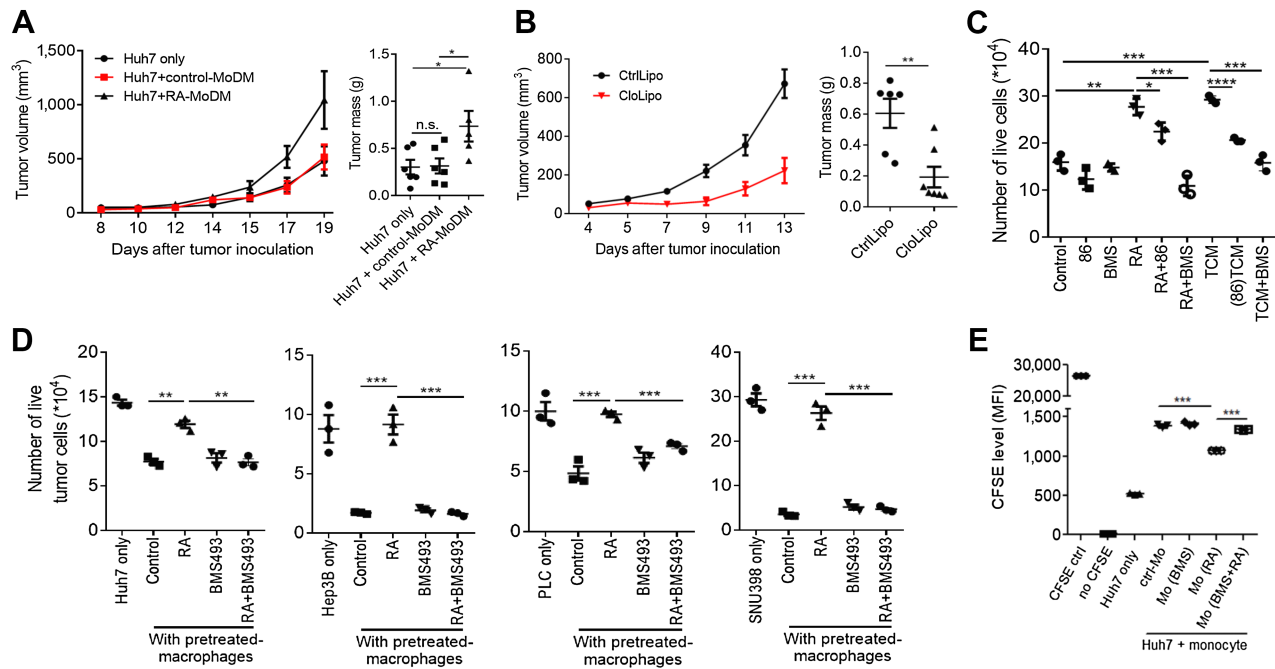 A
Tumor volume (mm3)
1,500
1,000
500
0
8 10 12 14 15 17 19
Days after tumor inoculation
Huh7 only
Huh7+control-MoDM
Huh7+RA-MoDM
Tumor mass (g)
1.5
1.0
0.5
0.0
*
*
n.s.
Huh7 only
Huh7 + control-MoDM
Huh7 + RA-MoDM
B
Tumor volume (mm3)
800
600
400
200
0
4 5 7 9 11 13
Days after tumor inoculation
CtrlLipo
CloLipo
Tumor mass (g)
1.0
0.8
0.6
0.4
0.2
0.0
**
CtrlLipo
CloLipo
C
Number of live cells (*10⁴)
40
30
20
10
0
***
**
***
*
***
****
Control
86
BMS
RA
RA+86
RA+BMS
TCM
(86)TCM
TCM+BMS
D
Number of live
tumor cells (*10⁴)
20
15
10
5
0
** **
Huh7 only
Control
RA
BMS493
RA+BMS493
With pretreated-
macrophages
15
10
5
0
***
***
Hep3B only
Control
RA
BMS493
RA+BMS493
With pretreated-
macrophages
15
10
5
0
*** ***
PLC only
Control
RA
BMS493
RA+BMS493
With pretreated-
macrophages
40
30
20
10
0
***
***
SNU398 only
Control
RA
BMS493
RA+BMS493
With pretreated-
macrophages
E
CFSE level (MFI)
30,000
20,000
1,500
1,000
500
0
***
***
CFSE ctrl
no CFSE
Huh7 only
ctrl-Mo
Mo (BMS)
Mo (RA)
Mo (BMS+RA)
Huh7 + monocyte